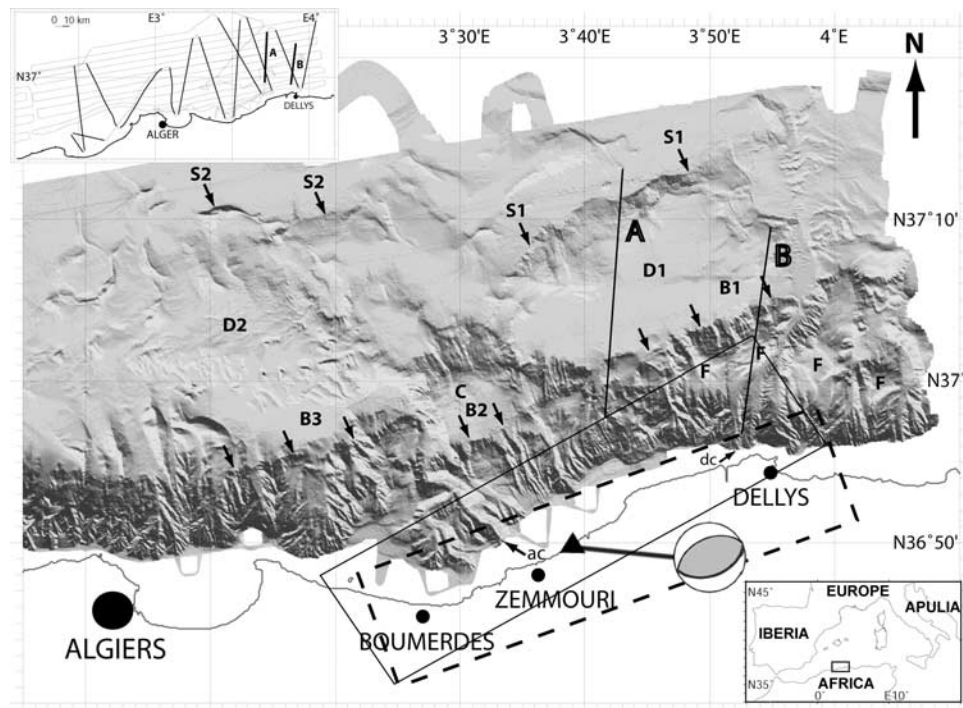 0 10 km
E3°
E4°
N37°
A
B
DELLYS
ALGER
3°30'E
3°40'E
3°50'E
4°E
N
S2
S2
S1
S1
N37°10'
A
B
D1
B1
D2
F
F
F
F
N37°
C
B2
B3
dc
DELLYS
N36°50'
ac
ZEMMOURI
BOUMERDES
ALGIERS
N45°
EUROPE
APULIA
IBERIA
AFRICA
N35°
0°
E10°